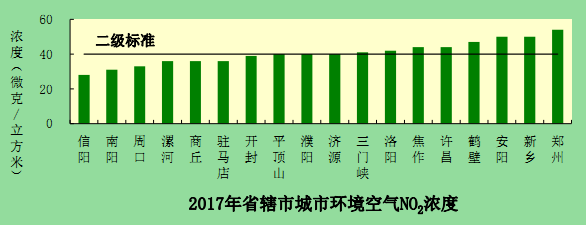 浓度（微克/立方米）
60
40
20
0
二级标准
信阳
南阳
周口
漯河
商丘
驻马店
开封
平顶山
濮阳
济源
三门峡
洛阳
焦作
许昌
鹤壁
安阳
新乡
郑州
2017年省辖市城市环境空气NO₂浓度